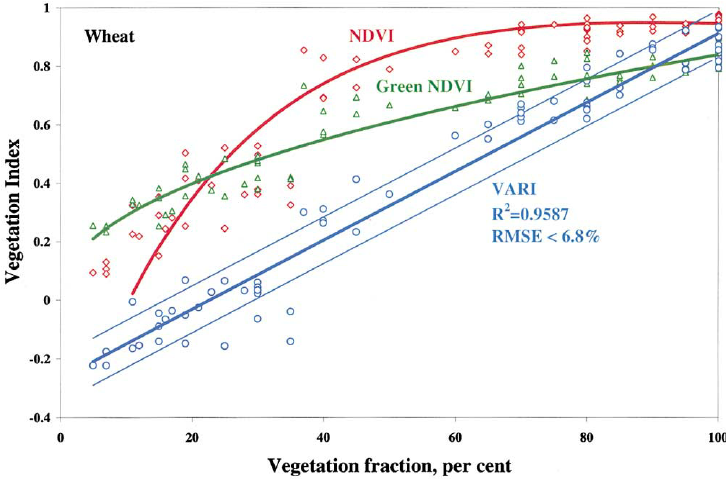 Wheat
NDVI
Green NDVI
VARI
R²=0.9587
RMSE < 6.8%
Vegetation Index
1
0.8
0.6
0.4
0.2
0
-0.2
-0.4
0 20 40 60 80 100
Vegetation fraction, per cent